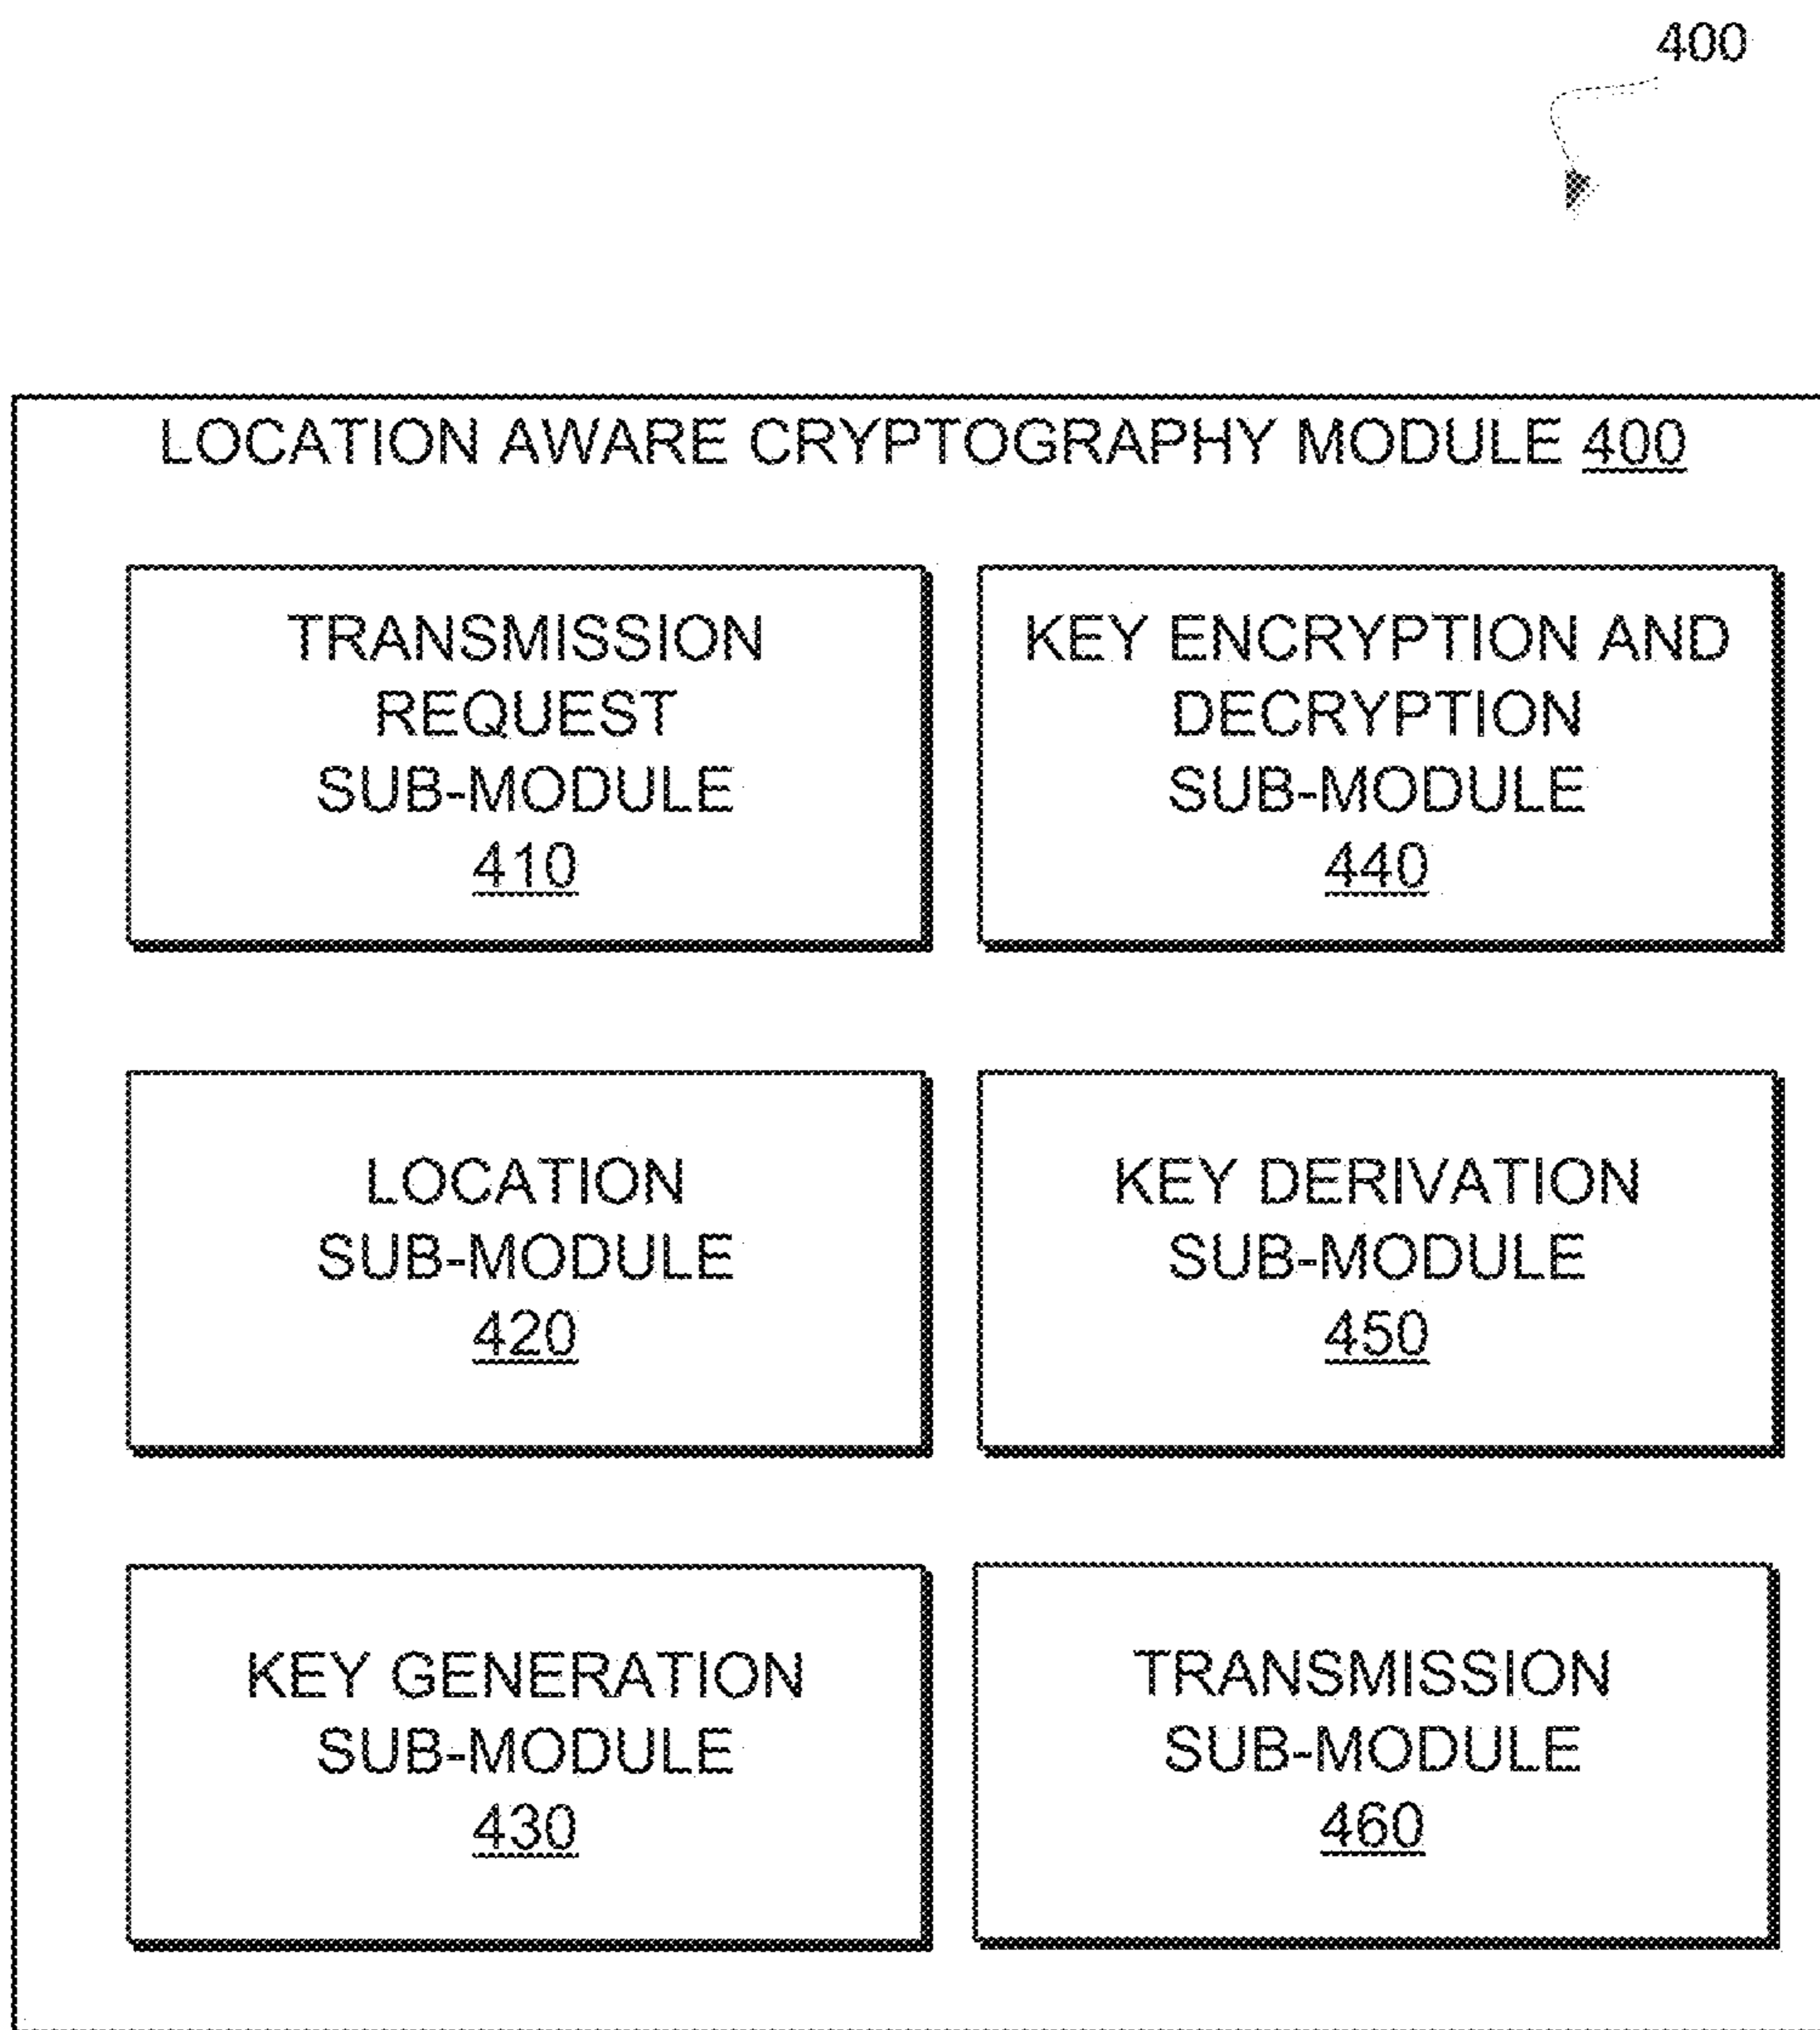 400
LOCATION AWARE CRYPTOGRAPHY MODULE 400
TRANSMISSION
REQUEST
SUB-MODULE
410
KEY ENCRYPTION AND
DECRYPTION
SUB-MODULE
440
LOCATION
SUB-MODULE
420
KEY DERIVATION
SUB-MODULE
450
KEY GENERATION
SUB-MODULE
430
TRANSMISSION
SUB-MODULE
460